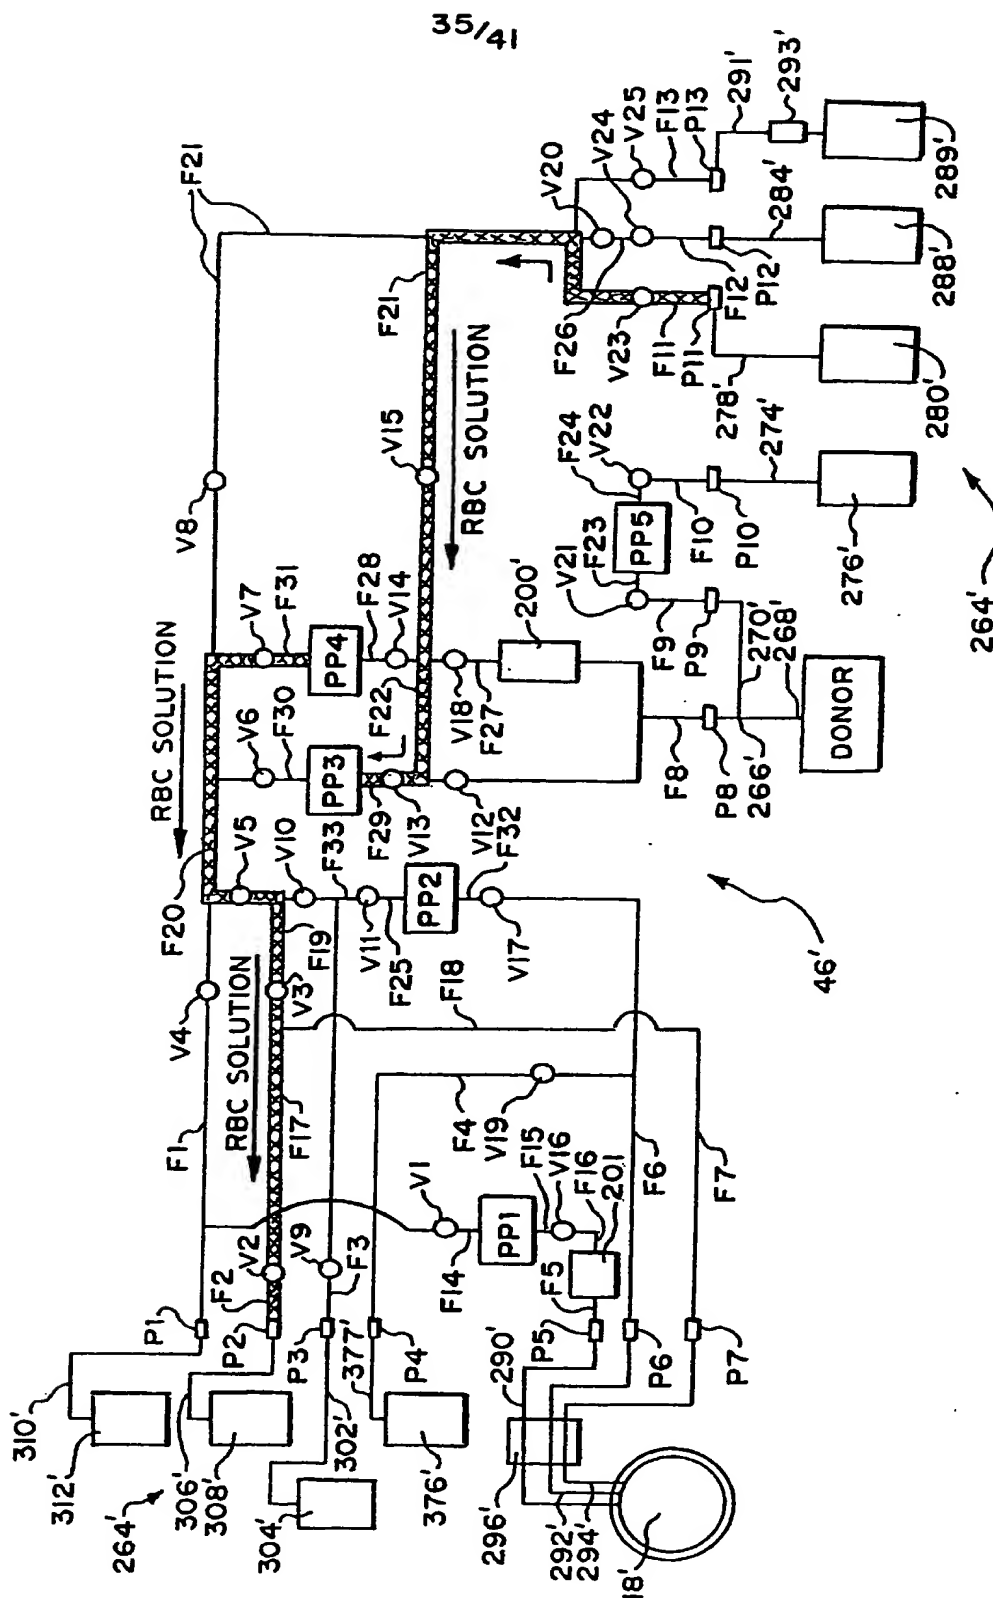 35/41
F21
V8
RBC SOLUTION
V7
F31
V6
F30
PP4
F28
V14
F20
V5
V10
PP3
F29
V13
F22
F33
V11
F25
PP2
F21
V15
RBC SOLUTION
V20
V24
V25
F13
P13
291'
293'
289'
F26
V23
F11
P11
F12
P12
284'
288'
278'
280'
F24
V22
V21
F23
PP5
F10
P10
274'
276'
F9
P9
270'
268'
266'
264'
200'
V18
F27
V12
F32
V17
F8
P8
DONOR
46'
V4
F1
RBC SOLUTION
F19
V3
F17
F18
F4
V19
V1
F14
PP1
F15
V16
F16
201
F5
F6
F7
V2
F2
V9
F3
P1
P2
P3
P4
P5
P6
P7
310'
312'
264'
306'
308'
302'
304'
377'
376'
290'
296'
292'
294'
18'